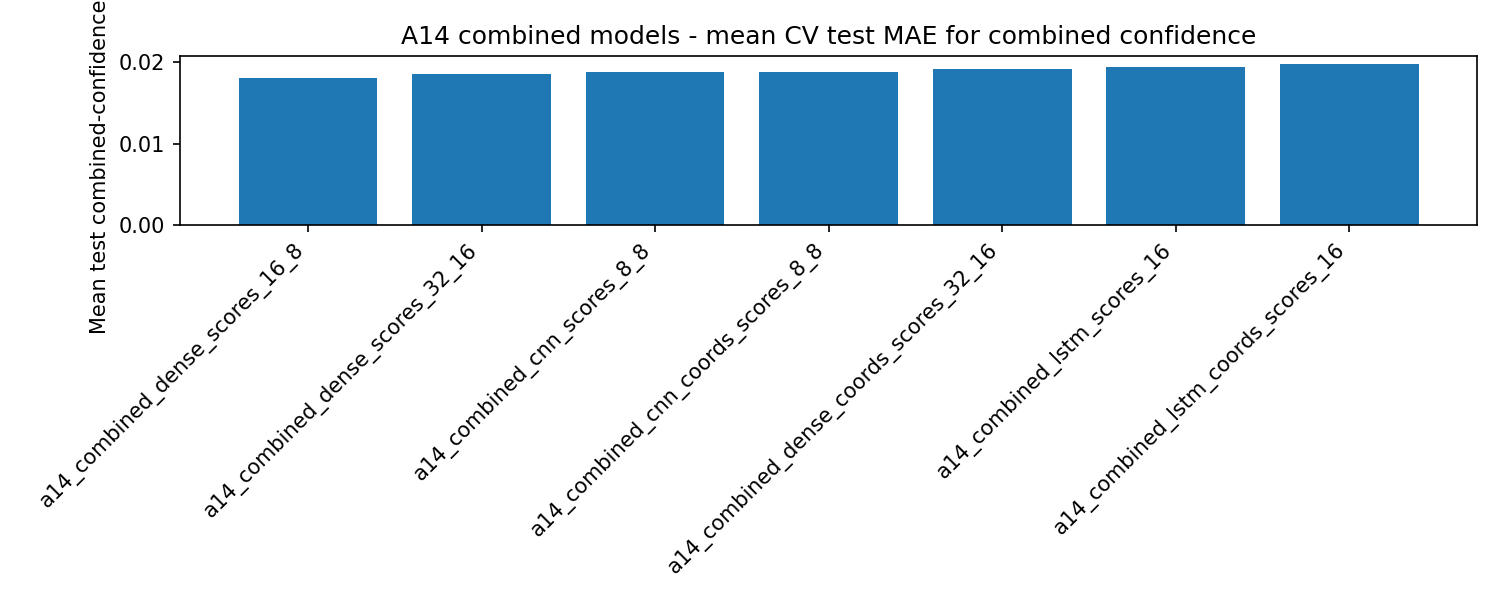 A14 combined models - mean CV test MAE for combined confidence
Mean test combined-confidence
0.02
0.01
0.00
a14_combined_dense_scores_16_8
a14_combined_dense_scores_32_16
a14_combined_cnn_scores_8_8
a14_combined_cnn_coords_scores_8_8
a14_combined_dense_coords_scores_32_16
a14_combined_lstm_scores_16
a14_combined_lstm_coords_scores_16